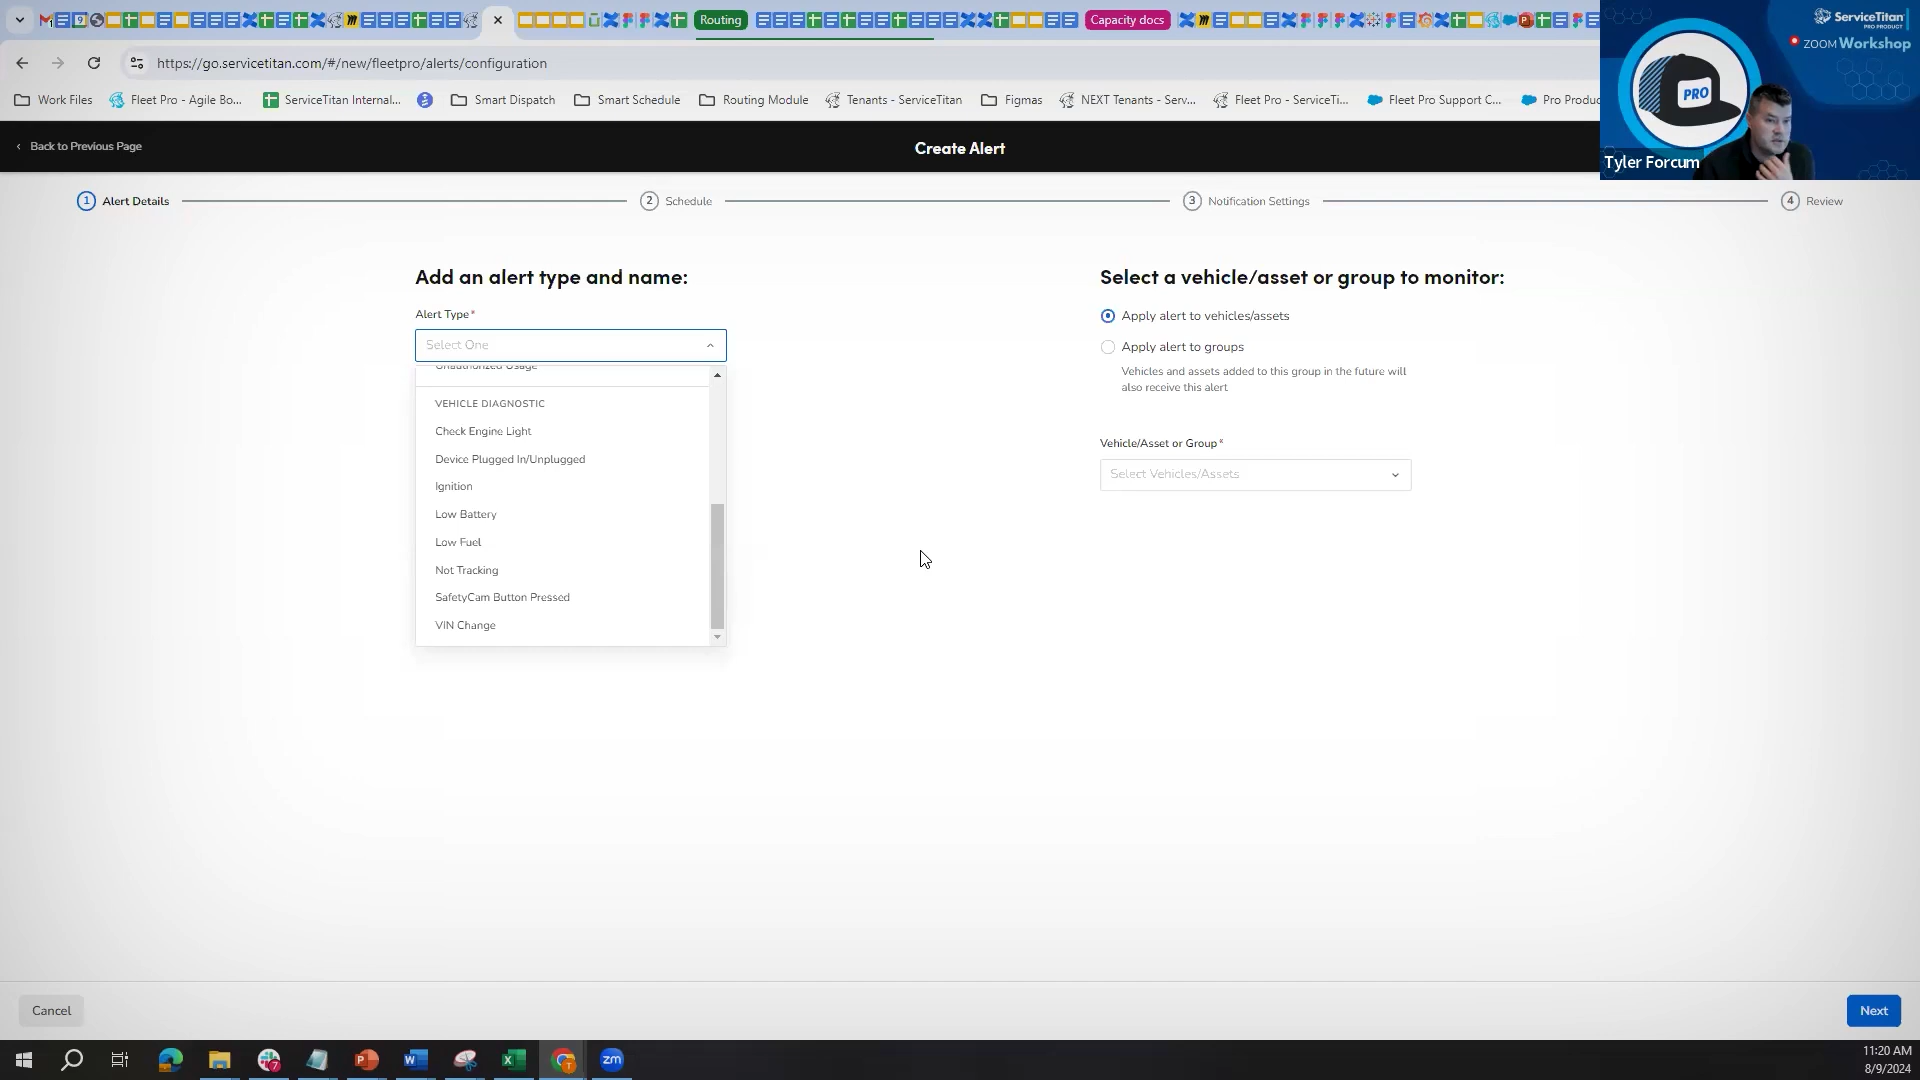 Routing
Capacity docs
https://go.servicetitan.com/#/new/fleetpro/alerts/configuration
Work Files
Fleet Pro - Agile Bo...
ServiceTitan Internal...
Smart Dispatch
Smart Schedule
Routing Module
Tenants - ServiceTitan
Figmas
NEXT Tenants - Serv...
Fleet Pro - ServiceTi...
Fleet Pro Support C...
Pro Produc
ServiceTitan
PRO PRODUCT
ZOOM Workshop
PRO
Tyler Forcum
Back to Previous Page
Create Alert
1 Alert Details
2 Schedule
3 Notification Settings
4 Review
Add an alert type and name:
Alert Type*
Select One
Unauthorized Usage
VEHICLE DIAGNOSTIC
Check Engine Light
Device Plugged In/Unplugged
Ignition
Low Battery
Low Fuel
Not Tracking
SafetyCam Button Pressed
VIN Change
Select a vehicle/asset or group to monitor:
Apply alert to vehicles/assets
Apply alert to groups
Vehicles and assets added to this group in the future will
also receive this alert
Vehicle/Asset or Group*
Select Vehicles/Assets
Cancel
Next
zm
11:20 AM
8/9/2024